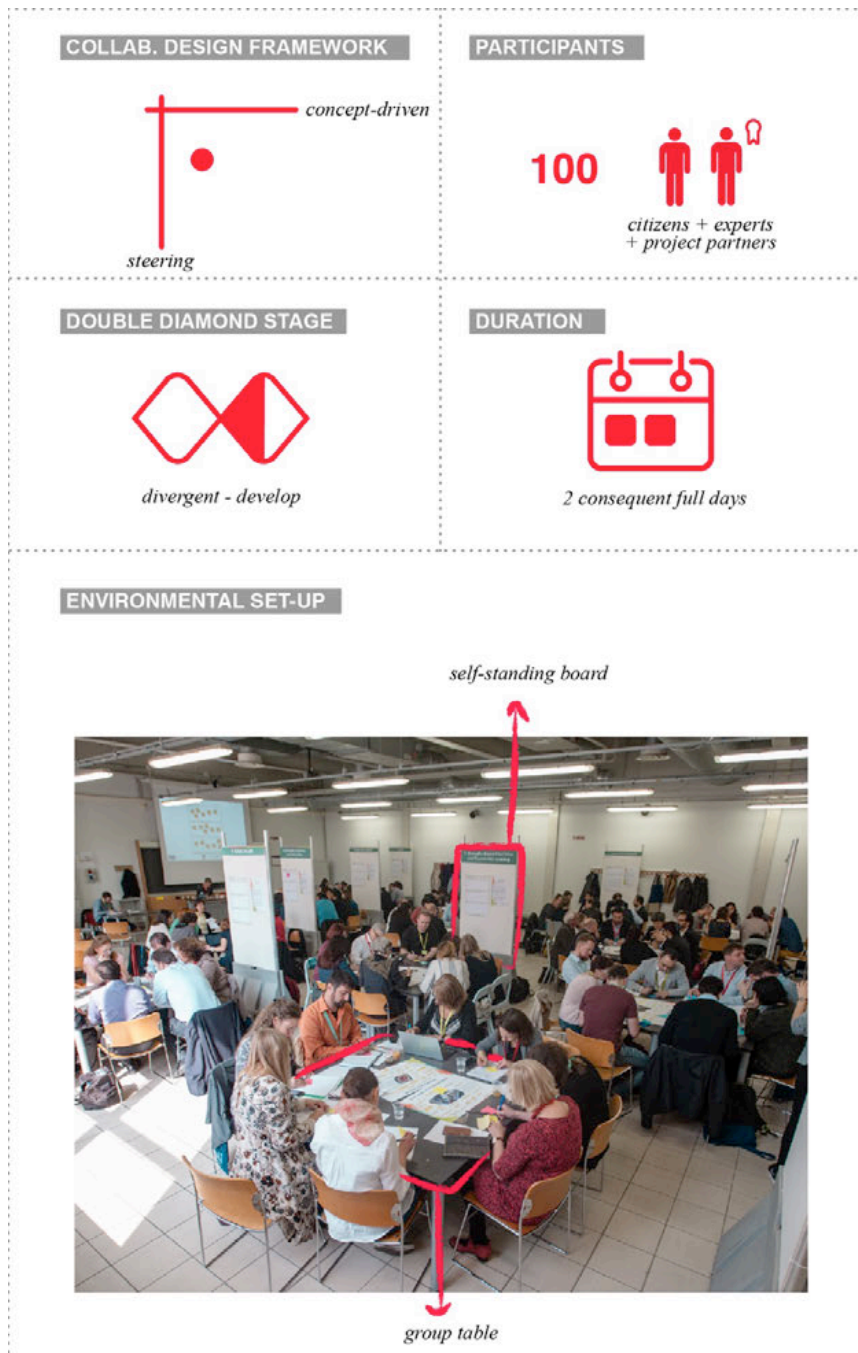 COLLAB. DESIGN FRAMEWORK
concept-driven
steering
PARTICIPANTS
100
citizens + experts
+ project partners
DOUBLE DIAMOND STAGE
divergent - develop
DURATION
2 consequent full days
ENVIRONMENTAL SET-UP
self-standing board
group table